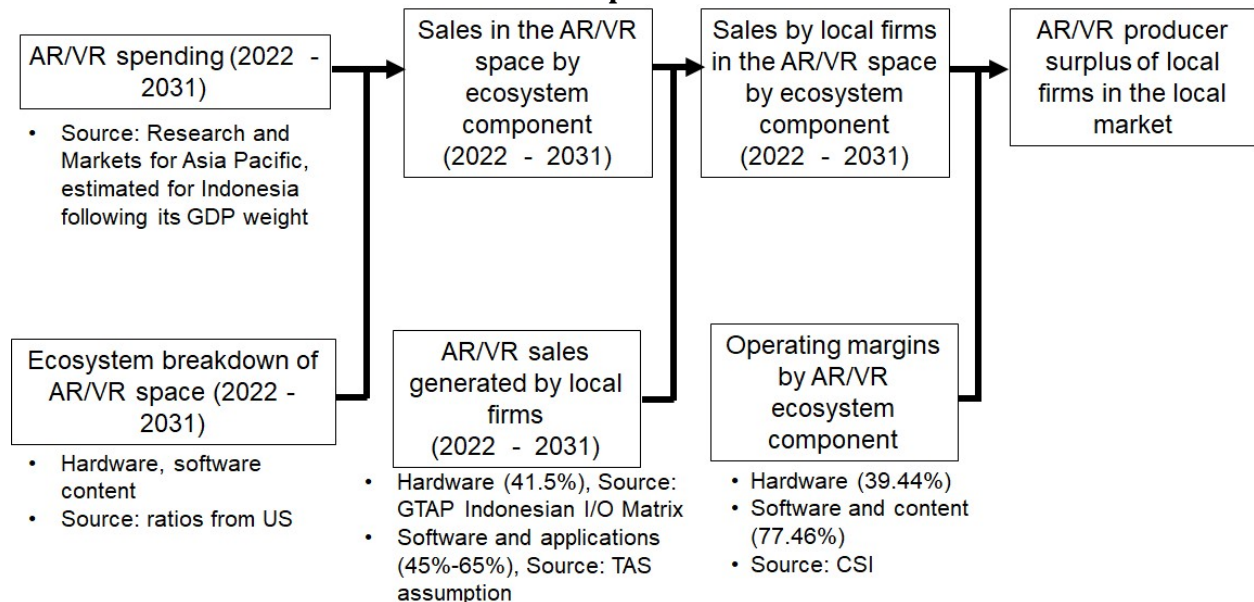 AR/VR spending (2022 -
2031)
• Source: Research and
Markets for Asia Pacific,
estimated for Indonesia
following its GDP weight
Sales in the AR/VR
space by
ecosystem
component
(2022 - 2031)
Sales by local firms
in the AR/VR space
by ecosystem
component
(2022 - 2031)
AR/VR producer
surplus of local
firms in the local
market
Ecosystem breakdown of
AR/VR space (2022 -
2031)
• Hardware, software
content
• Source: ratios from US
AR/VR sales
generated by local
firms
(2022 - 2031)
• Hardware (41.5%), Source:
GTAP Indonesian I/O Matrix
• Software and applications
(45%-65%), Source: TAS
assumption
Operating margins
by AR/VR
ecosystem
component
• Hardware (39.44%)
• Software and content
(77.46%)
• Source: CSI